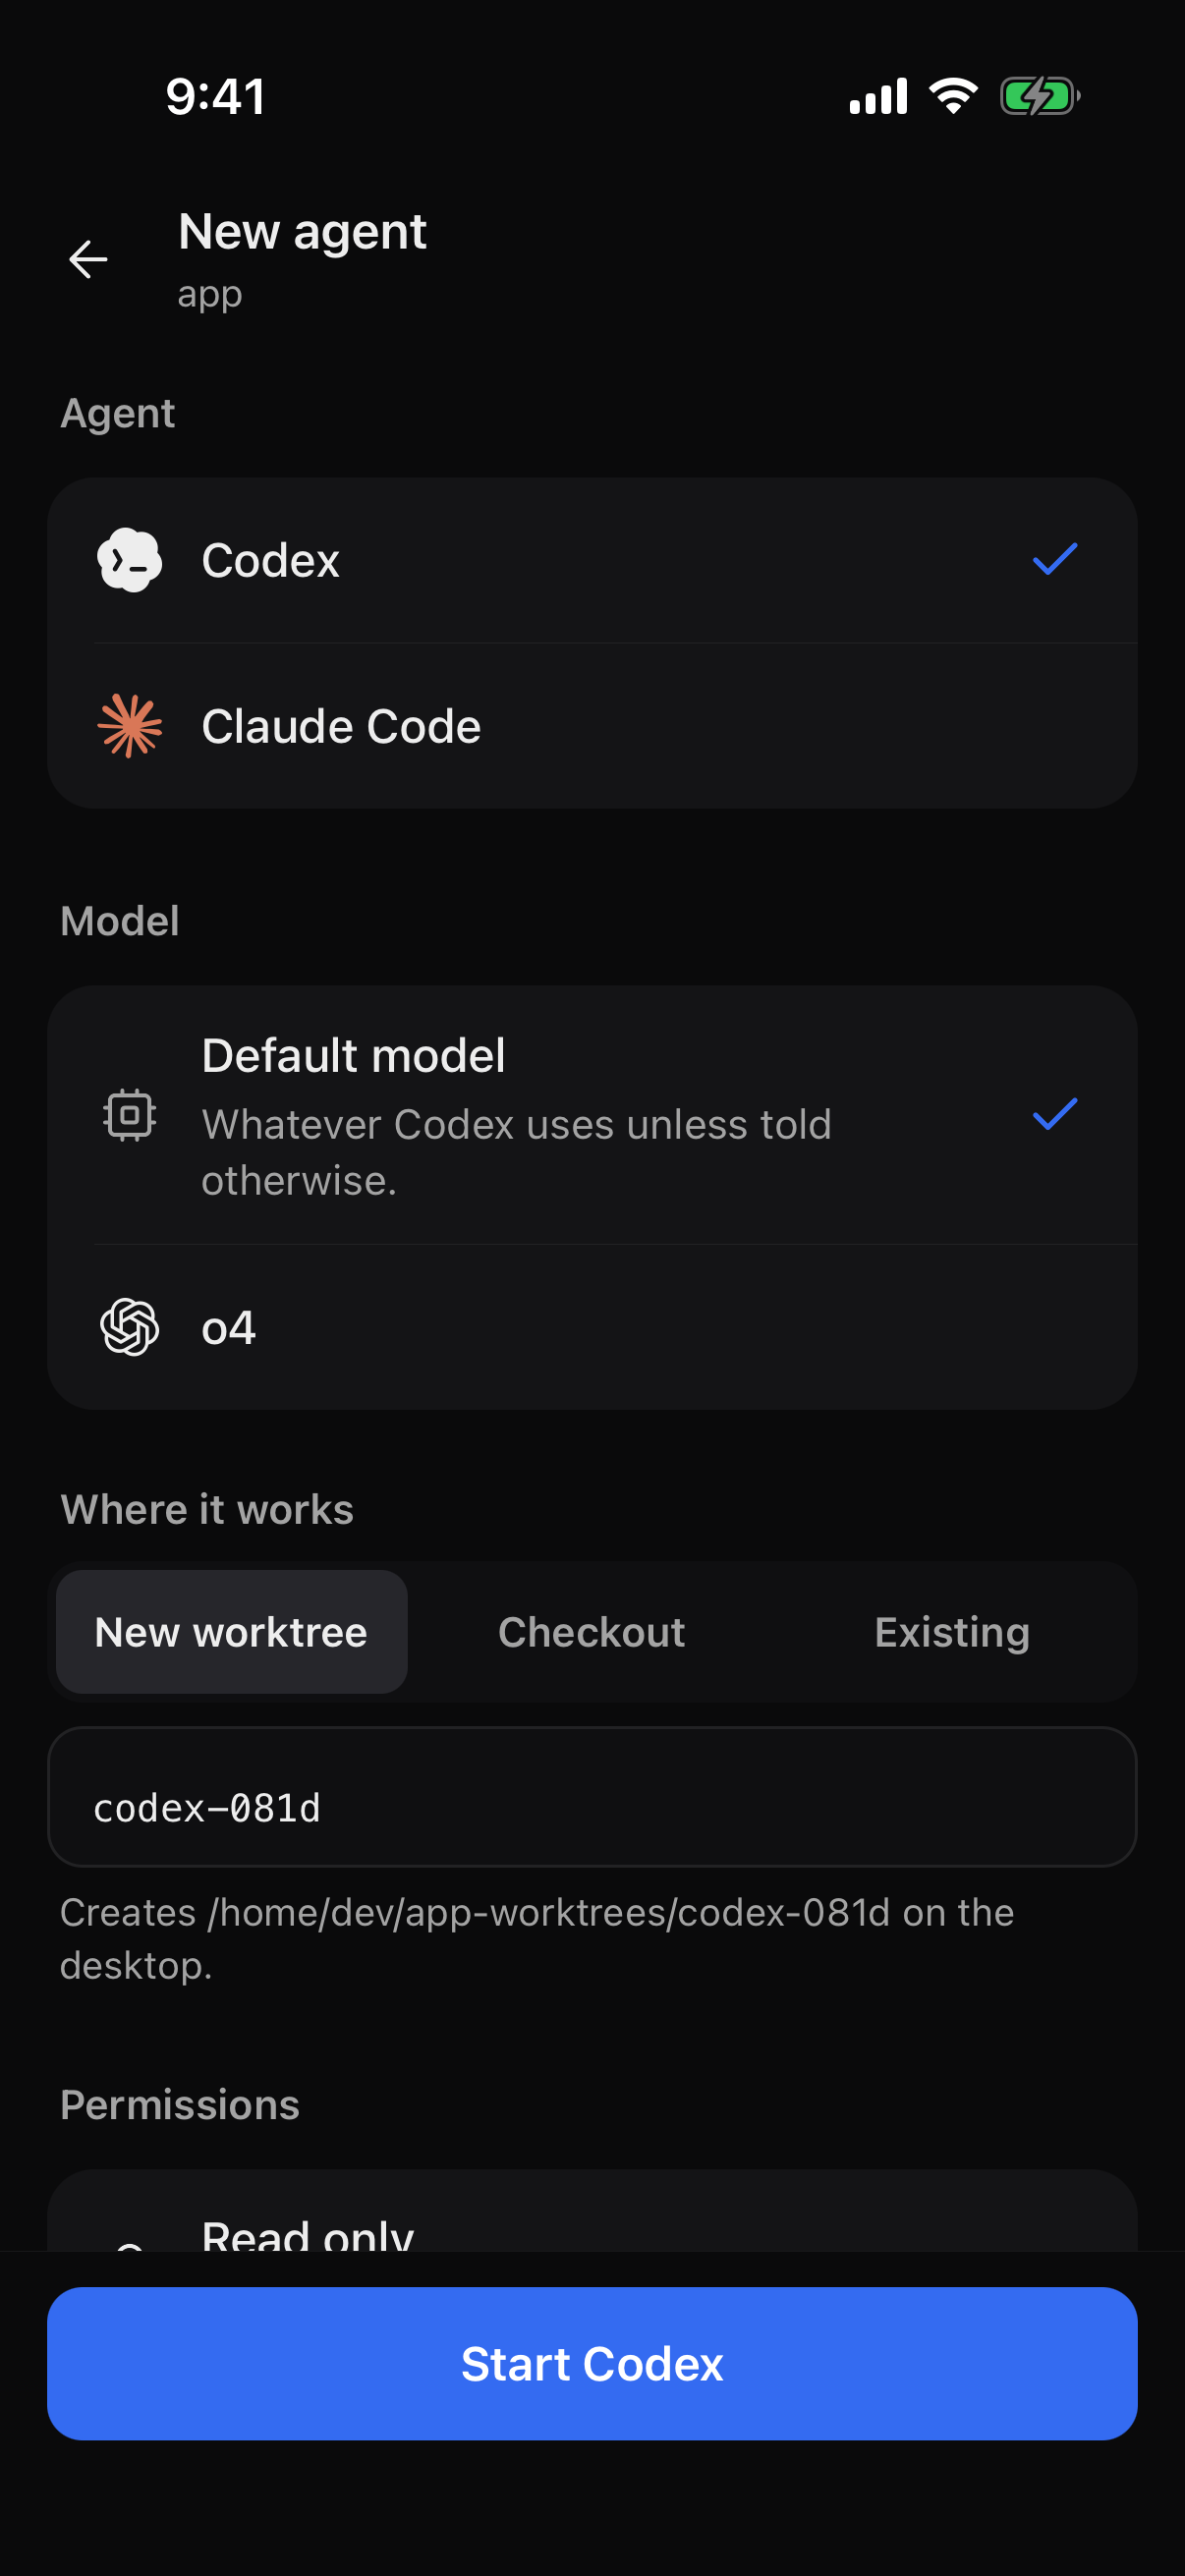 9:41
New agent
app
Agent
Codex
Claude Code
Model
Default model
Whatever Codex uses unless told
otherwise.
o4
Where it works
New worktree
Checkout
Existing
codex-081d
Creates /home/dev/app-worktrees/codex-081d on the
desktop.
Permissions
Read only
Start Codex